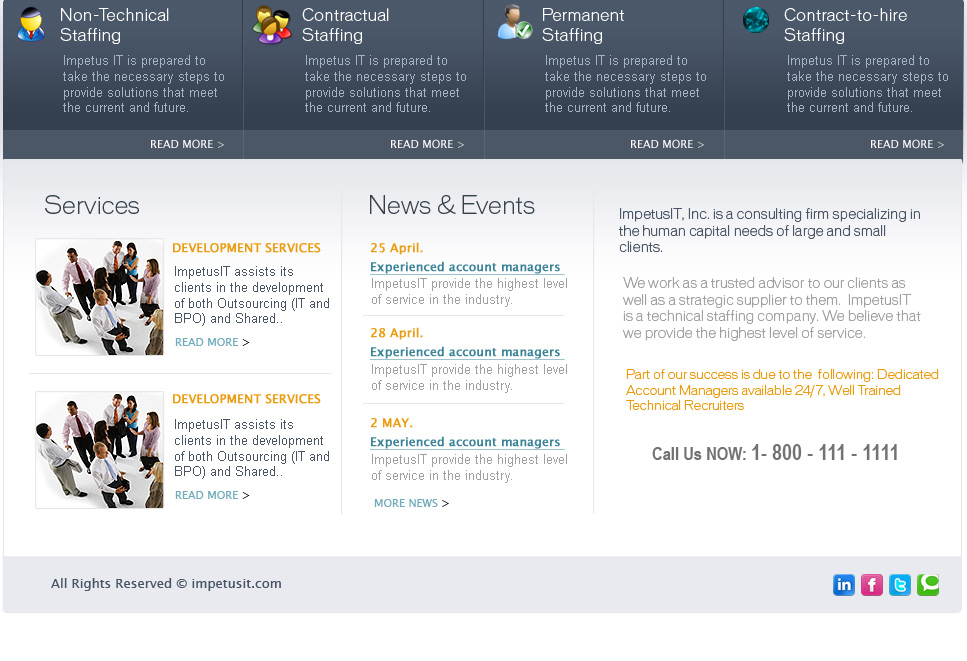 Non-Technical
Staffing
Impetus IT is prepared to
take the necessary steps to
provide solutions that meet
the current and future.
READ MORE >
Contractual
Staffing
Impetus IT is prepared to
take the necessary steps to
provide solutions that meet
the current and future.
READ MORE >
Permanent
Staffing
Impetus IT is prepared to
take the necessary steps to
provide solutions that meet
the current and future.
READ MORE >
Contract-to-hire
Staffing
Impetus IT is prepared to
take the necessary steps to
provide solutions that meet
the current and future.
READ MORE >
Services
DEVELOPMENT SERVICES
ImpetusIT assists its
clients in the development
of both Outsourcing (IT and
BPO) and Shared..
READ MORE >
DEVELOPMENT SERVICES
ImpetusIT assists its
clients in the development
of both Outsourcing (IT and
BPO) and Shared..
READ MORE >
News & Events
25 April.
Experienced account managers
ImpetusIT provide the highest level
of service in the industry.
28 April.
Experienced account managers
ImpetusIT provide the highest level
of service in the industry.
2 MAY.
Experienced account managers
ImpetusIT provide the highest level
of service in the industry.
MORE NEWS >
ImpetusIT, Inc. is a consulting firm specializing in
the human capital needs of large and small
clients.
We work as a trusted advisor to our clients as
well as a strategic supplier to them. ImpetusIT
is a technical staffing company. We believe that
we provide the highest level of service.
Part of our success is due to the following: Dedicated
Account Managers available 24/7, Well Trained
Technical Recruiters
Call Us NOW: 1- 800 - 111 - 1111
All Rights Reserved © impetusit.com
in f t